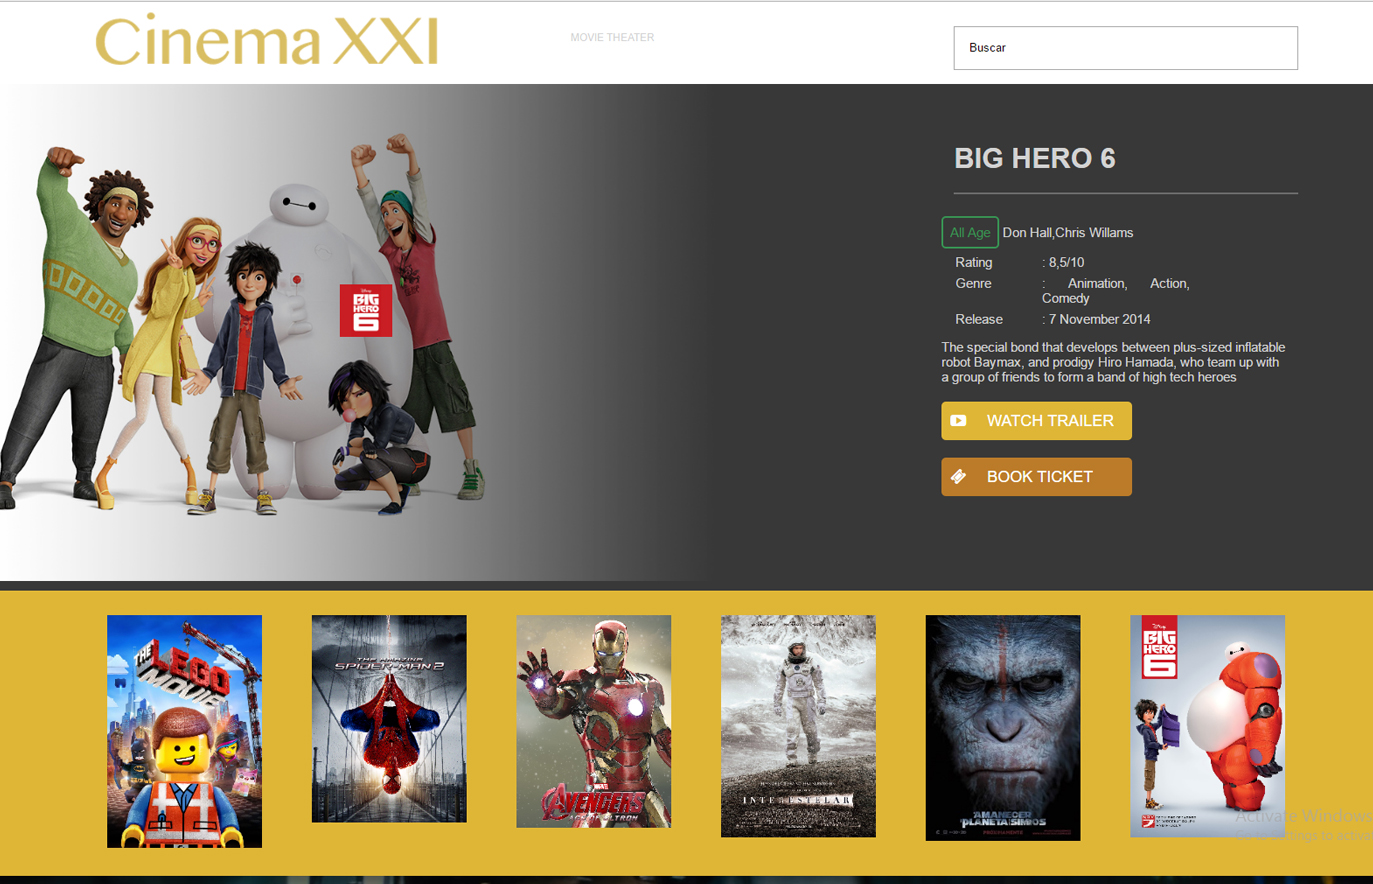 Cinema XXI
MOVIE THEATER
Buscar
BIG HERO 6
All Age Don Hall,Chris Willams
Rating : 8,5/10
Genre : Animation, Action,
Comedy
Release : 7 November 2014
The special bond that develops between plus-sized inflatable
robot Baymax, and prodigy Hiro Hamada, who team up with
a group of friends to form a band of high tech heroes
WATCH TRAILER
BOOK TICKET
Disney
BIG
HERO
6
THE
LEGO
MOVIE
THE AMAZING
SPIDER-MAN 2
MARVEL
AVENGERS
AGE OF ULTRON
INTERESTELAR
AMANECER
PLANETA SIMIOS
PRÓXIMAMENTE
Disney
BIG
HERO
6
Activate Windows